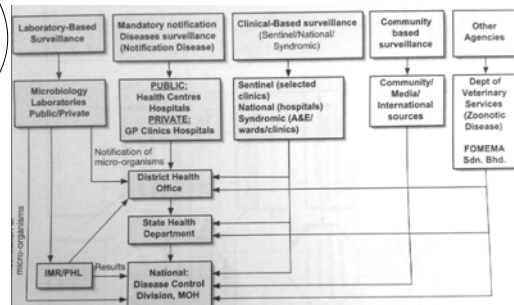 Laboratory-Based
Surveillance
Mandatory notification
Diseases surveillance
(Notification Disease)
Clinical-Based surveillance
(Sentinel/National/
Syndromic)
Community
based
surveillance
Other
Agencies
Microbiology
Laboratories
Public/Private
PUBLIC:
Health Centres
Hospitals
PRIVATE:
GP Clinics Hospitals
Sentinel (selected
clinics)
National (hospitals)
Syndromic (A&E/
wards/clinics)
Community/
Media/
International
sources
Dept of
Veterinary
Services
(Zoonotic
Disease)
FOMEMA
Sdn. Bhd.
Notification of
micro-organisms
District Health
Office
State Health
Department
micro-organisms
IMR/PHL
Results
National:
Disease Control
Division, MOH